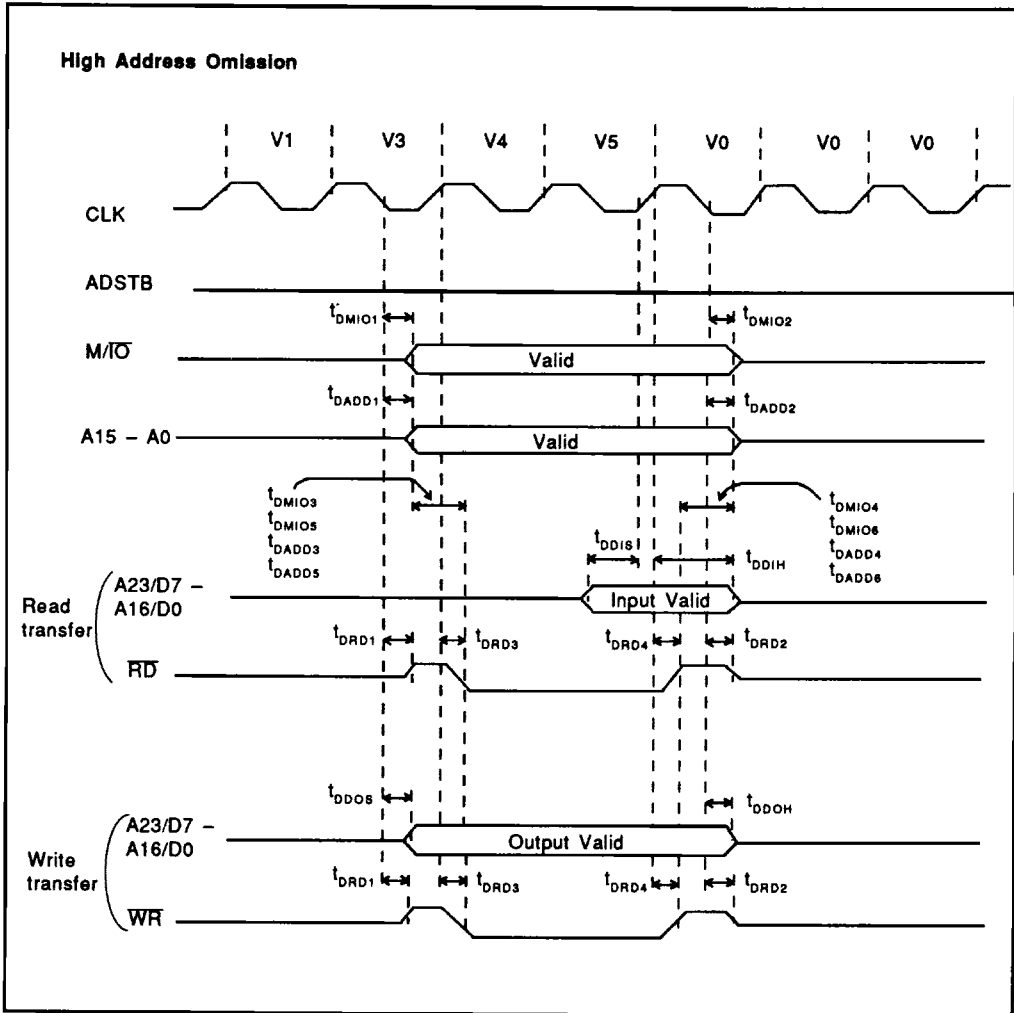 High Address Omission
V1 V3 V4 V5 V0 V0 V0
CLK
ADSTB
tDMIO1 tDMIO2
M/IO Valid
tDADD1 tDADD2
A15 – A0 Valid
tDMIO3 tDMIO4
tDMIO5 tDMIO6
tDADD3 tDADD4
tDADD5 tDADD6
tDDIS tDDIH
Read transfer
A23/D7 –
A16/D0 Input Valid
tDRD1 tDRD3 tDRD4 tDRD2
RD
tDDOS tDDOH
Write transfer
A23/D7 –
A16/D0 Output Valid
tDRD1 tDRD3 tDRD4 tDRD2
WR